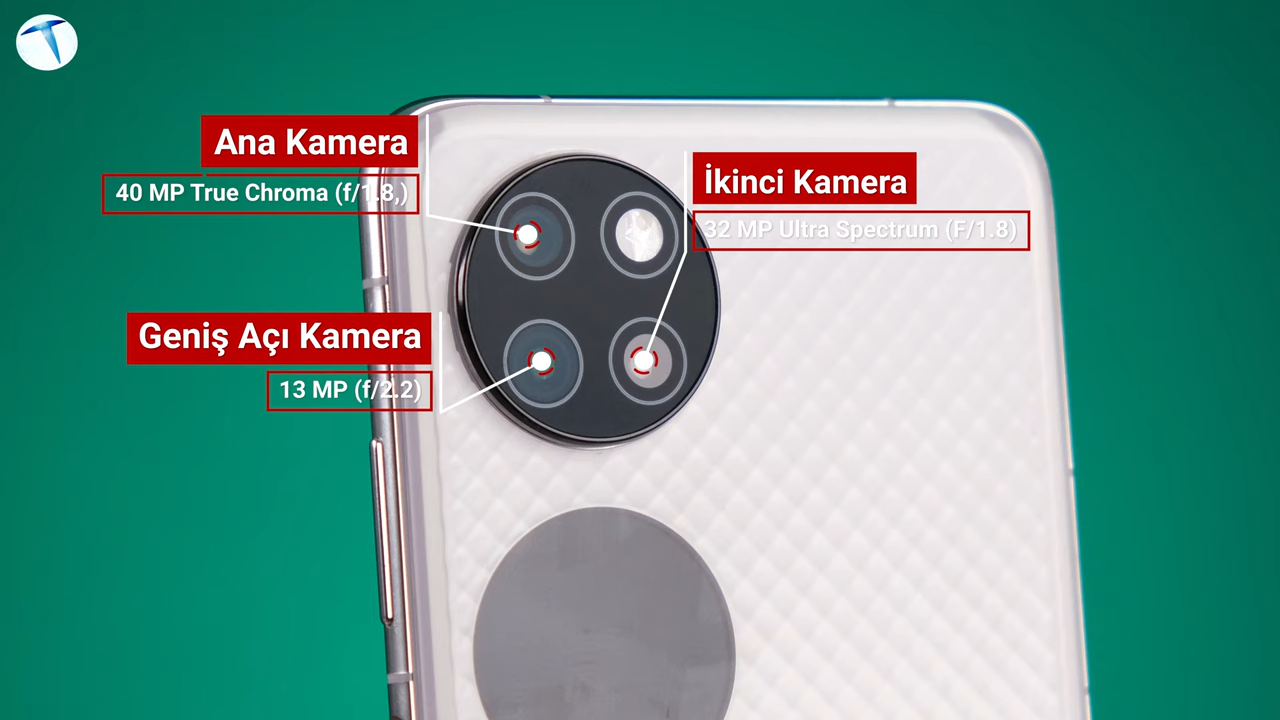 Ana Kamera
40 MP True Chroma (f/1.8,)
İkinci Kamera
32 MP Ultra Spectrum (F/1.8)
Geniş Açı Kamera
13 MP (f/2.2)